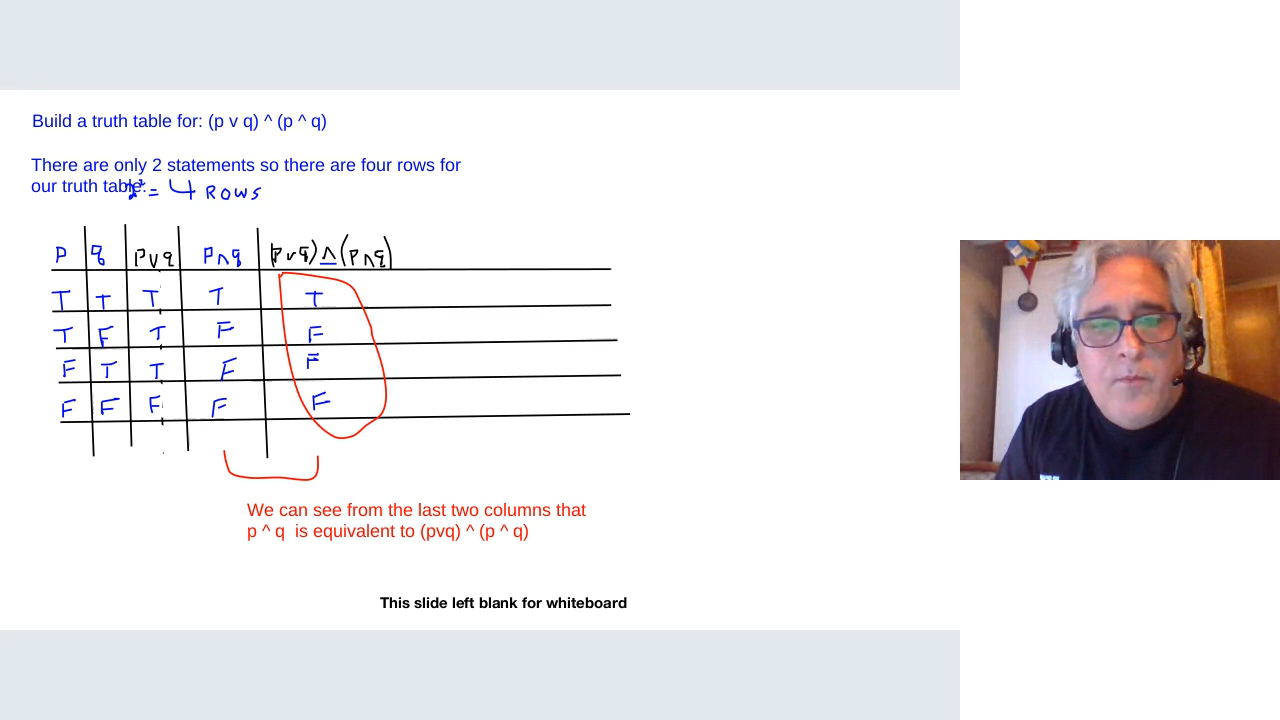 Build a truth table for: (p v q) ^ (p ^ q)
There are only 2 statements so there are four rows for
our truth table.
2² = 4 ROWS
P q P∨q P∧q (p∨q)∧(p∧q)
T T T T T
T F T F F
F T T F F
F F F F F
We can see from the last two columns that
p ^ q is equivalent to (pvq) ^ (p ^ q)
This slide left blank for whiteboard